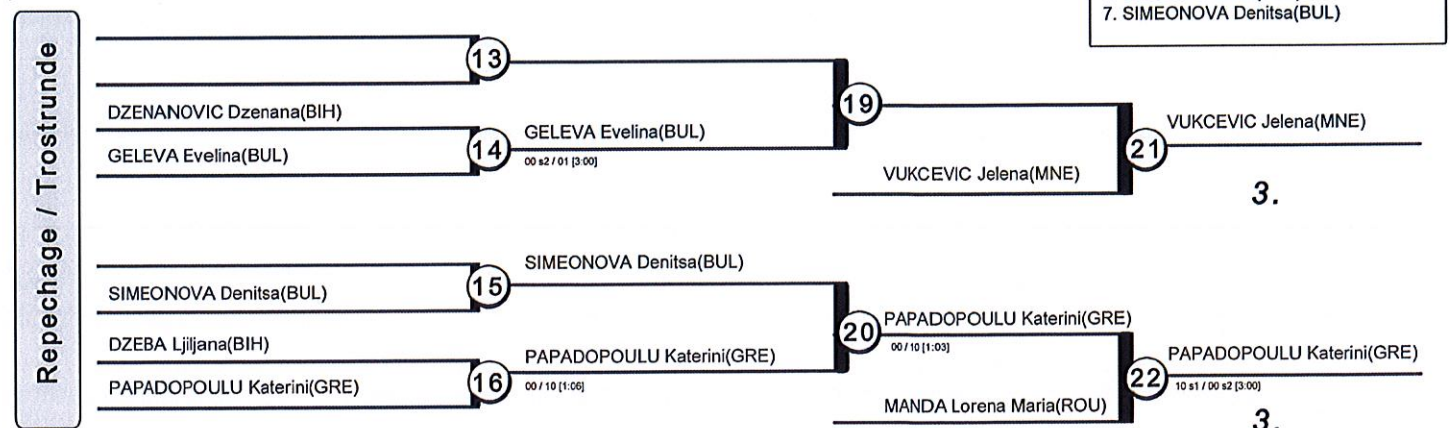 7. SIMEONOVA Denitsa(BUL)
Repechage / Trostrunde
13
DZENANOVIC Dzenana(BIH)
GELEVA Evelina(BUL)
14
GELEVA Evelina(BUL)
00 s2 / 01 [3:00]
19
VUKCEVIC Jelena(MNE)
21
VUKCEVIC Jelena(MNE)
3.
SIMEONOVA Denitsa(BUL)
15
SIMEONOVA Denitsa(BUL)
DZEBA Ljiljana(BIH)
PAPADOPOULU Katerini(GRE)
16
PAPADOPOULU Katerini(GRE)
00 / 10 [1:06]
20
PAPADOPOULU Katerini(GRE)
00 / 10 [1:03]
MANDA Lorena Maria(ROU)
22
PAPADOPOULU Katerini(GRE)
10 s1 / 00 s2 [3:00]
3.